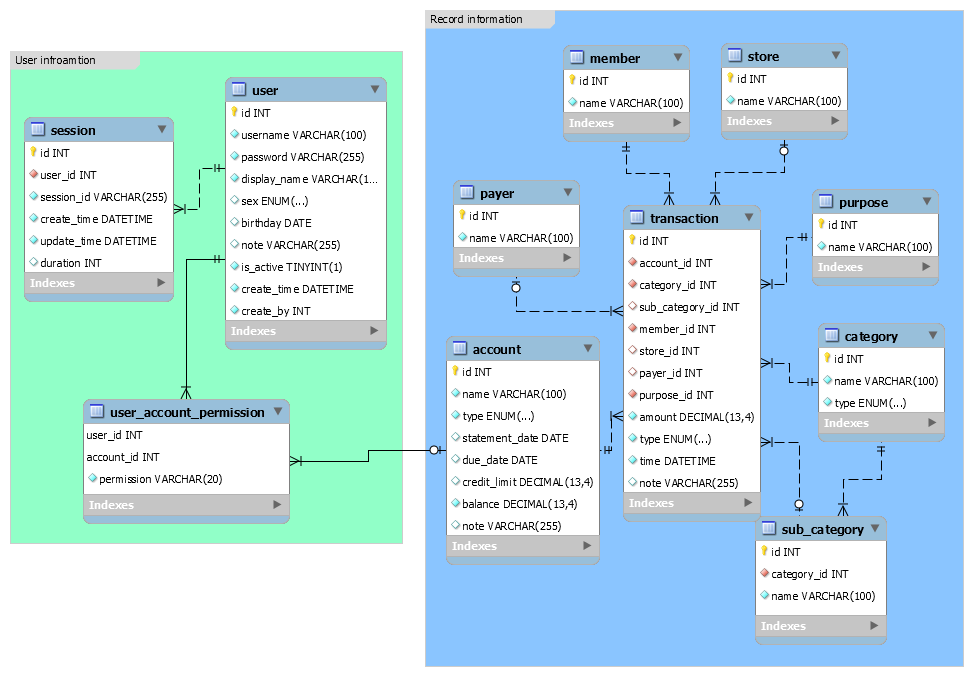 User infroamtion
session
id INT
user_id INT
session_id VARCHAR(255)
create_time DATETIME
update_time DATETIME
duration INT
Indexes
user
id INT
username VARCHAR(100)
password VARCHAR(255)
display_name VARCHAR(1...
sex ENUM(...)
birthday DATE
note VARCHAR(255)
is_active TINYINT(1)
create_time DATETIME
create_by INT
Indexes
user_account_permission
user_id INT
account_id INT
permission VARCHAR(20)
Indexes
Record information
member
id INT
name VARCHAR(100)
Indexes
store
id INT
name VARCHAR(100)
Indexes
payer
id INT
name VARCHAR(100)
Indexes
transaction
id INT
account_id INT
category_id INT
sub_category_id INT
member_id INT
store_id INT
payer_id INT
purpose_id INT
amount DECIMAL(13,4)
type ENUM(...)
time DATETIME
note VARCHAR(255)
Indexes
purpose
id INT
name VARCHAR(100)
Indexes
account
id INT
name VARCHAR(100)
type ENUM(...)
statement_date DATE
due_date DATE
credit_limit DECIMAL(13,4)
balance DECIMAL(13,4)
note VARCHAR(255)
Indexes
category
id INT
name VARCHAR(100)
type ENUM(...)
Indexes
sub_category
id INT
category_id INT
name VARCHAR(100)
Indexes